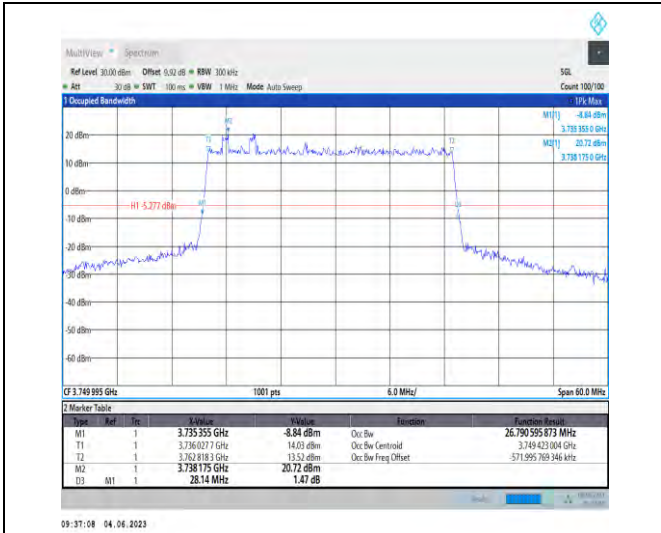 MultiView Spectrum
Ref Level 30.00 dBm Offset 9.92 dB RBW 300 kHz SGL
Att 30 dB SWT 100 ms VBW 1 MHz Mode Auto Sweep Count 100/100
1 Occupied Bandwidth 1Pk Max
M1[1] -8.84 dBm
3.735 355 0 GHz
M2[1] 20.72 dBm
3.738 175 0 GHz
M2
T1
T2
20 dBm
10 dBm
0 dBm
H1 -5.277 dBm
M1
D3
-10 dBm
-20 dBm
-40 dBm
-50 dBm
-60 dBm
CF 3.749 995 GHz 1001 pts 6.0 MHz/ Span 60.0 MHz
2 Marker Table
Type Ref Trc X-Value Y-Value Function Function Result
M1 1 3.735 355 GHz -8.84 dBm Occ Bw 26.790 595 873 MHz
T1 1 3.736 027 7 GHz 14.03 dBm Occ Bw Centroid 3.749 423 004 GHz
T2 1 3.762 818 3 GHz 13.52 dBm Occ Bw Freq Offset -571.995 769 346 kHz
M2 1 3.738 175 GHz 20.72 dBm
D3 M1 1 28.14 MHz 1.47 dB
09:37:08 04.06.2023